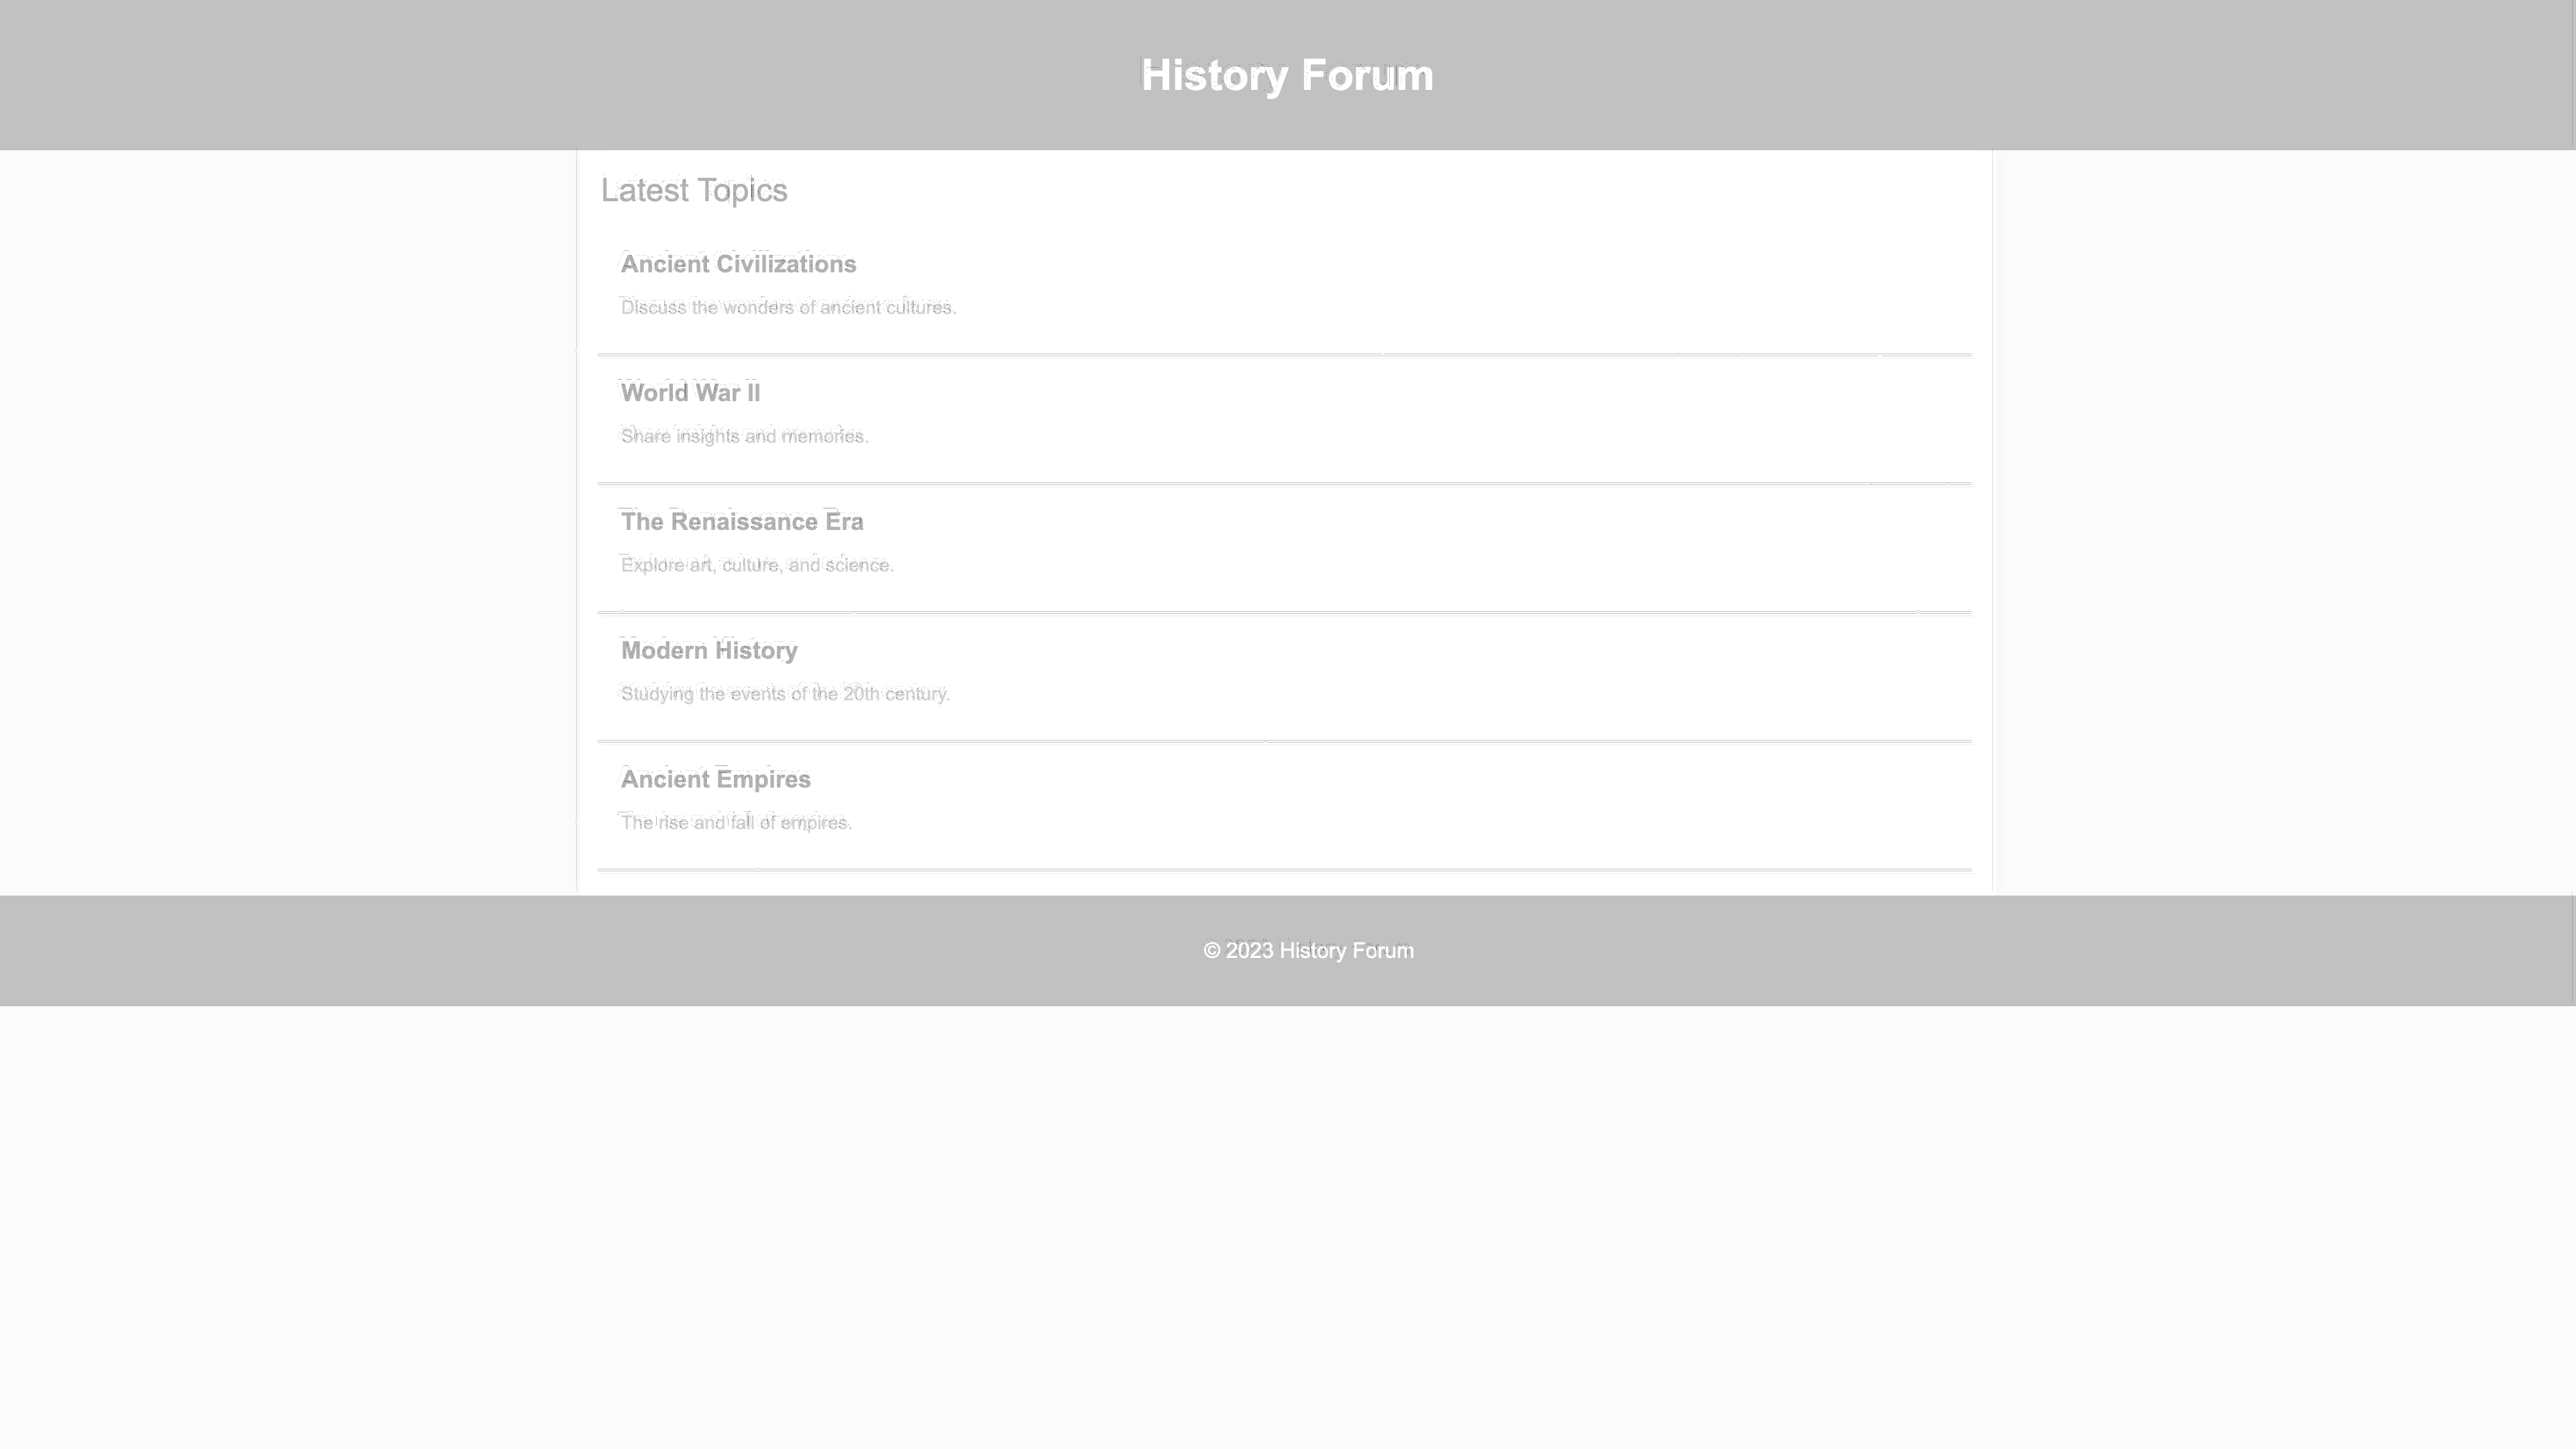 History Forum
Latest Topics
Ancient Civilizations
Discuss the wonders of ancient cultures.
World War II
Share insights and memories.
The Renaissance Era
Explore art, culture, and science.
Modern History
Studying the events of the 20th century.
Ancient Empires
The rise and fall of empires.
© 2023 History Forum